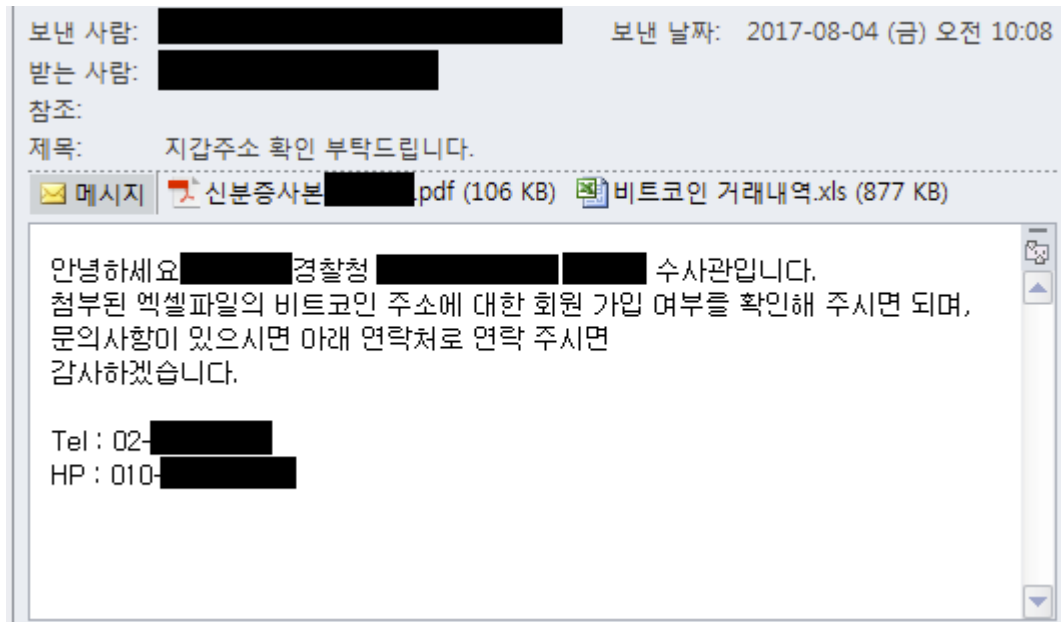 보낸 사람: 보낸 날짜: 2017-08-04 (금) 오전 10:08
받는 사람:
참조:
제목: 지갑주소 확인 부탁드립니다.
메시지 신분증사본 .pdf (106 KB) 비트코인 거래내역.xls (877 KB)
안녕하세요 경찰청 수사관입니다.
첨부된 엑셀파일의 비트코인 주소에 대한 회원 가입 여부를 확인해 주시면 되며,
문의사항이 있으시면 아래 연락처로 연락 주시면
감사하겠습니다.
Tel : 02-
HP : 010-